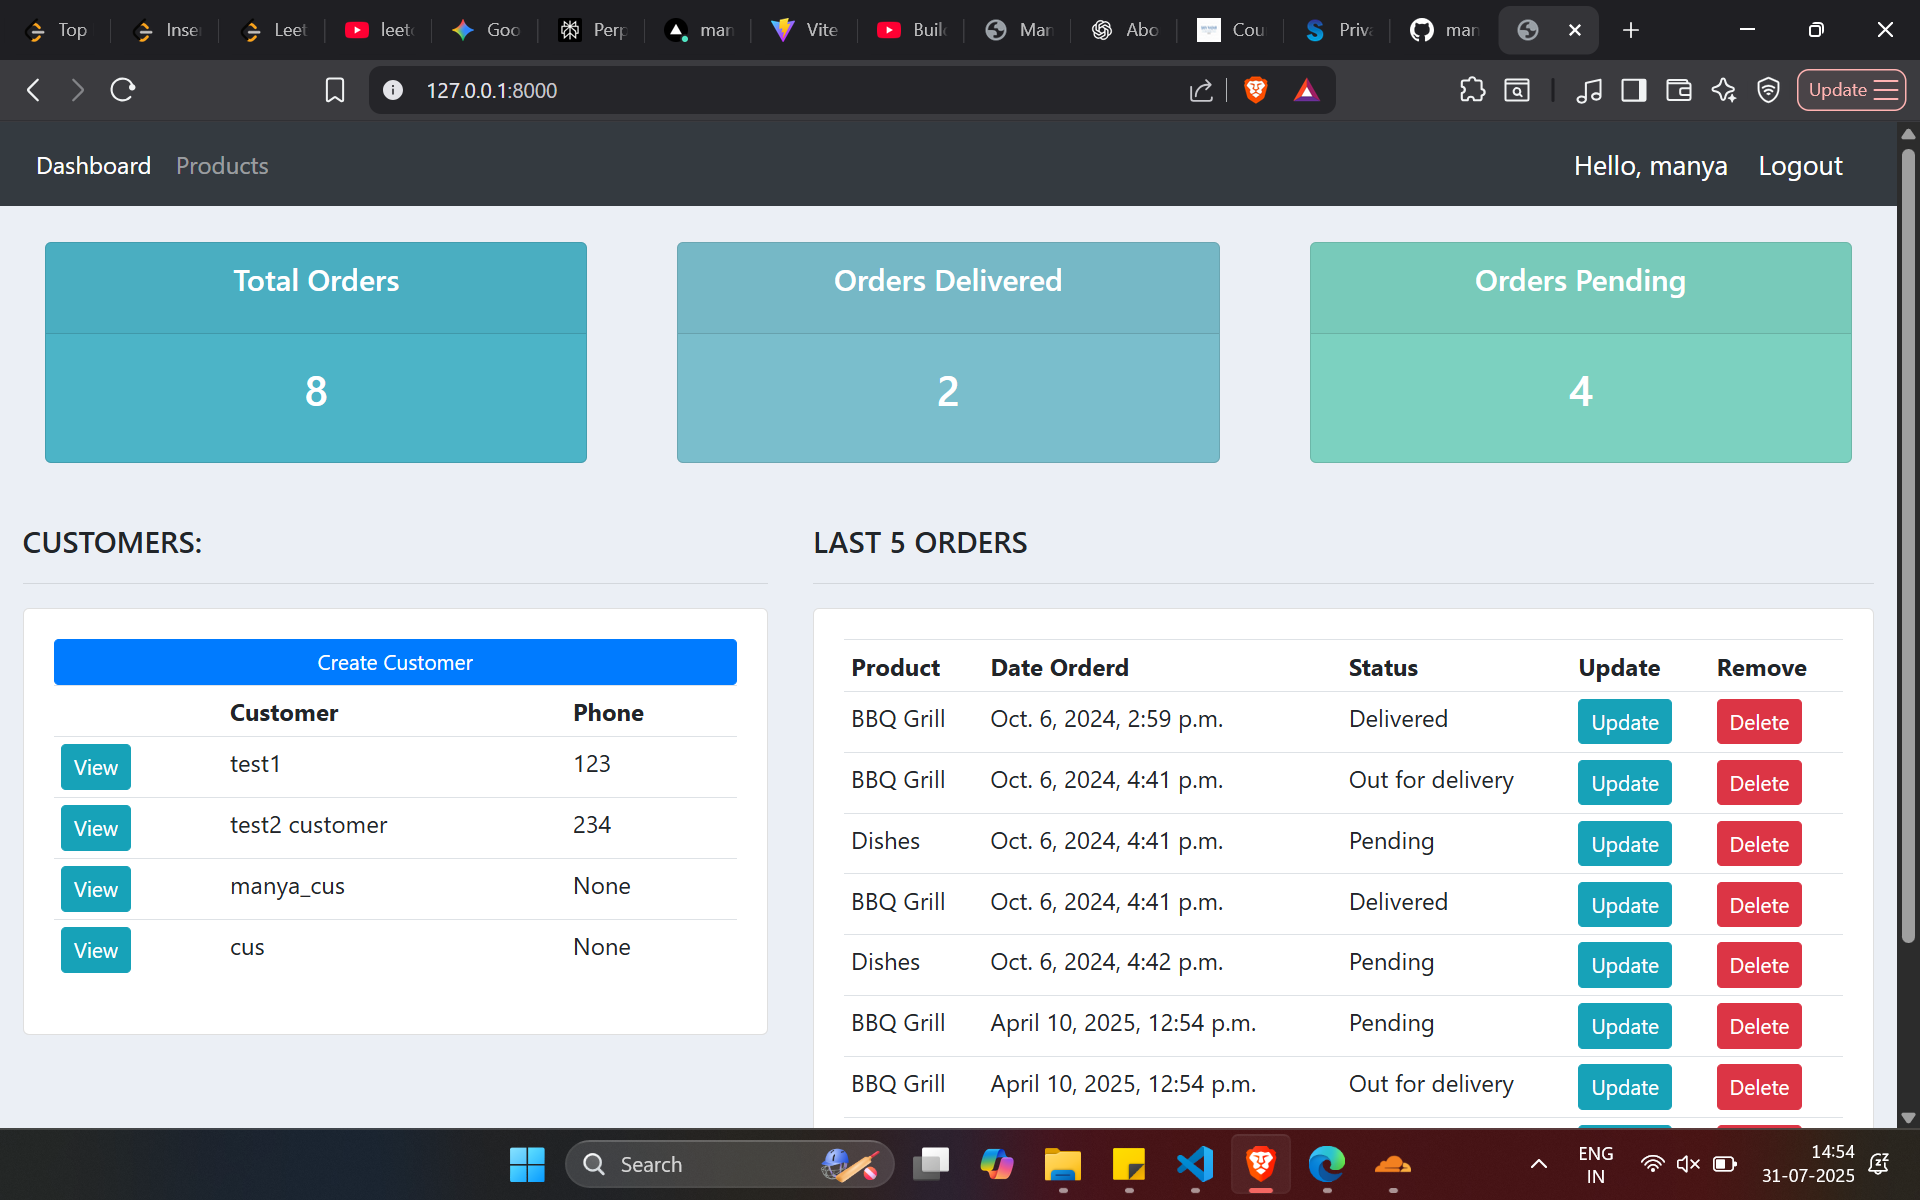 Top Inser Leet leetc Goo Perp man Vite Buil Man Abo Cou Priva man
127.0.0.1:8000 Update
Dashboard Products Hello, manya Logout
Total Orders Orders Delivered Orders Pending
8 2 4
CUSTOMERS: LAST 5 ORDERS
Create Customer
Customer Phone
View test1 123
View test2 customer 234
View manya_cus None
View cus None
Product Date Orderd Status Update Remove
BBQ Grill Oct. 6, 2024, 2:59 p.m. Delivered Update Delete
BBQ Grill Oct. 6, 2024, 4:41 p.m. Out for delivery Update Delete
Dishes Oct. 6, 2024, 4:41 p.m. Pending Update Delete
BBQ Grill Oct. 6, 2024, 4:41 p.m. Delivered Update Delete
Dishes Oct. 6, 2024, 4:42 p.m. Pending Update Delete
BBQ Grill April 10, 2025, 12:54 p.m. Pending Update Delete
BBQ Grill April 10, 2025, 12:54 p.m. Out for delivery Update Delete
Search
ENG
IN
14:54
31-07-2025